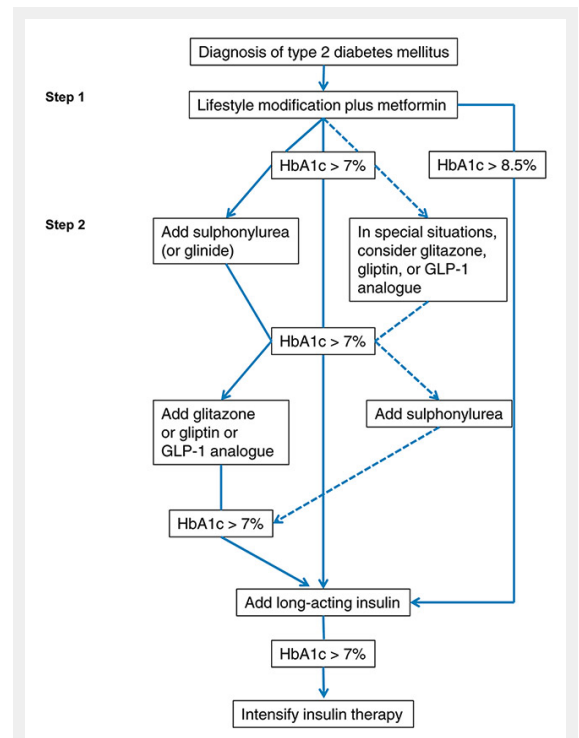 Diagnosis of type 2 diabetes mellitus
Step 1
Lifestyle modification plus metformin
HbA1c > 7%
HbA1c > 8.5%
Step 2
Add sulphonylurea
(or glinide)
In special situations,
consider glitazone,
gliptin, or GLP-1
analogue
HbA1c > 7%
Add glitazone
or gliptin or
GLP-1 analogue
Add sulphonylurea
HbA1c > 7%
Add long-acting insulin
HbA1c > 7%
Intensify insulin therapy